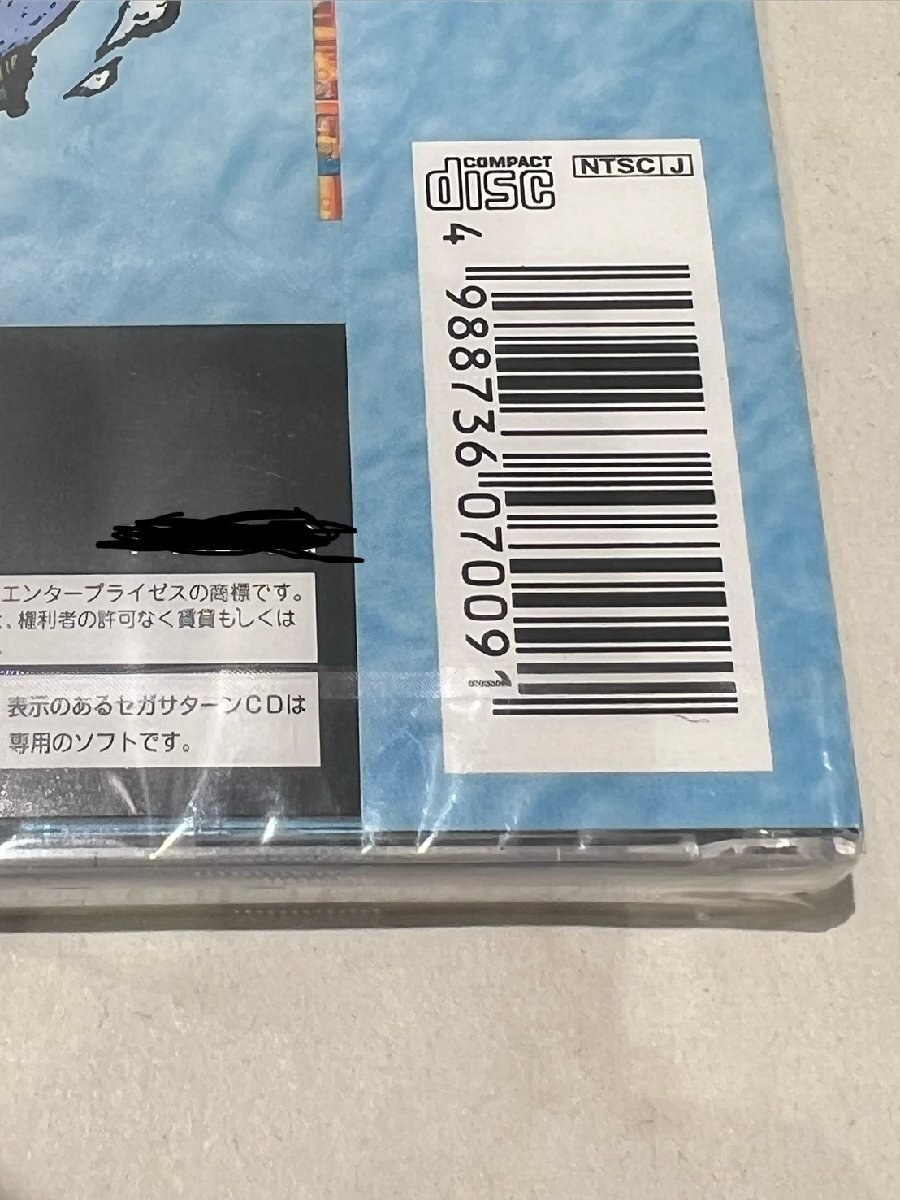 COMPACT
disc
NTSC J
4 988736 07009
エンタープライゼスの商標です。
、権利者の許可なく賃貸もしくは
表示のあるセガサターンCDは
専用のソフトです。